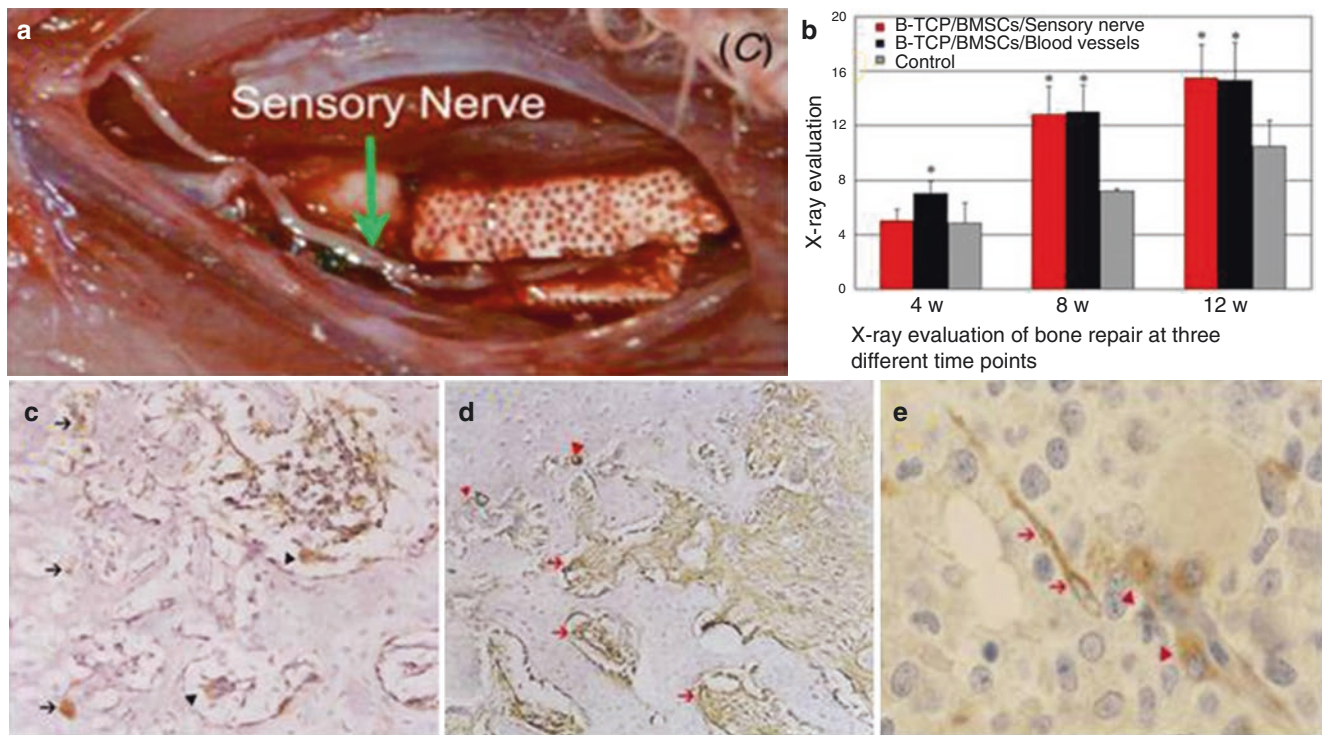 a
(C)
Sensory Nerve
b
B-TCP/BMSCs/Sensory nerve
B-TCP/BMSCs/Blood vessels
Control
X-ray evaluation
20
16
12
8
4
0
* * * * *
4 w 8 w 12 w
X-ray evaluation of bone repair at three
different time points
c
d
e